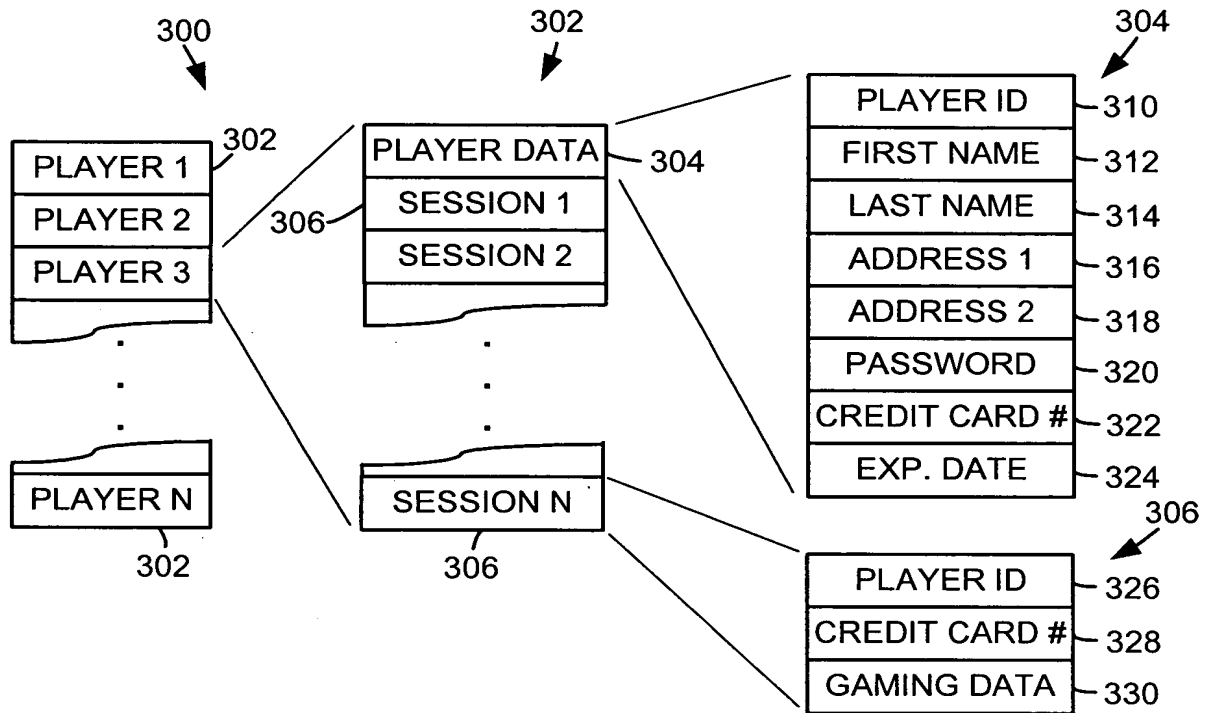 300
302
PLAYER 1
PLAYER 2
PLAYER 3
.
.
.
PLAYER N
302
302
PLAYER DATA
304
306
SESSION 1
SESSION 2
.
.
.
SESSION N
306
304
PLAYER ID
310
FIRST NAME
312
LAST NAME
314
ADDRESS 1
316
ADDRESS 2
318
PASSWORD
320
CREDIT CARD #
322
EXP. DATE
324
306
PLAYER ID
326
CREDIT CARD #
328
GAMING DATA
330